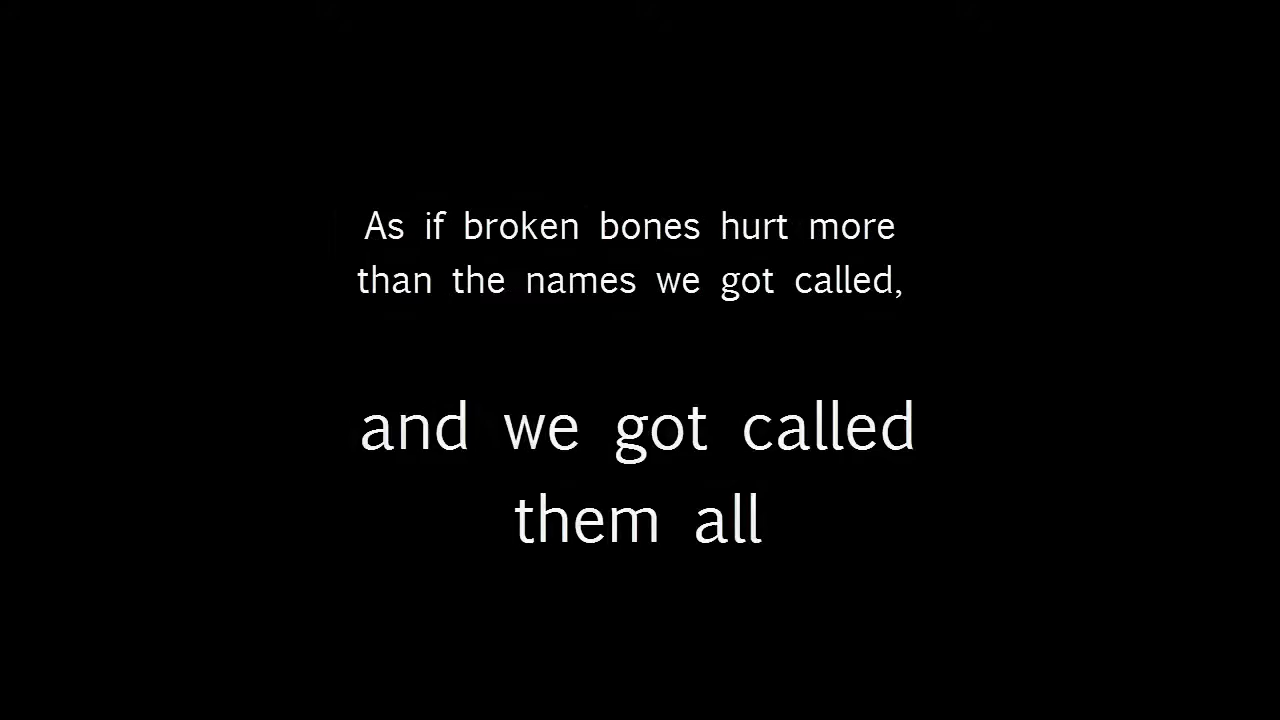 As if broken bones hurt more
than the names we got called,
and we got called
them all